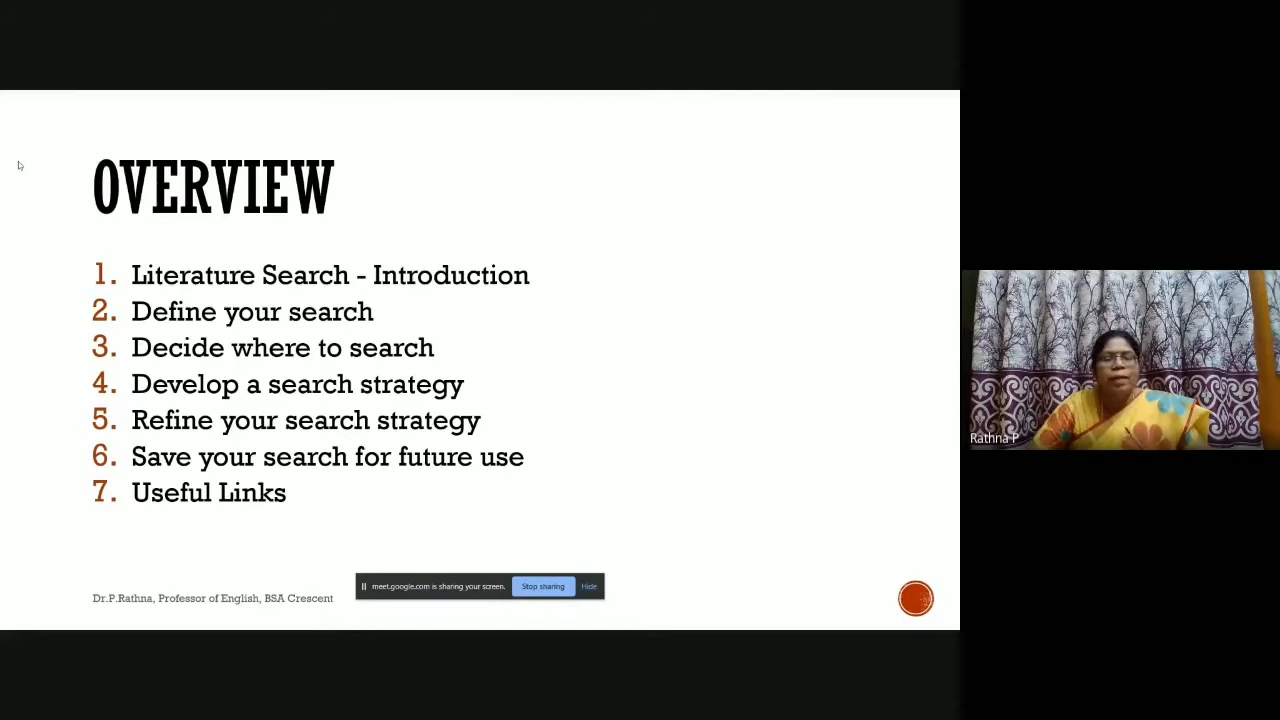 OVERVIEW
1. Literature Search - Introduction
2. Define your search
3. Decide where to search
4. Develop a search strategy
5. Refine your search strategy
6. Save your search for future use
7. Useful Links
meet.google.com is sharing your screen. Stop sharing Hide
Dr.P.Rathna, Professor of English, BSA Crescent
Rathna P